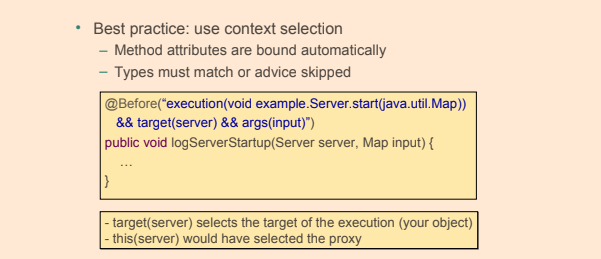 • Best practice: use context selection
– Method attributes are bound automatically
– Types must match or advice skipped
@Before(“execution(void example.Server.start(java.util.Map))
&& target(server) && args(input)”)
public void logServerStartup(Server server, Map input) {
…
}
- target(server) selects the target of the execution (your object)
- this(server) would have selected the proxy